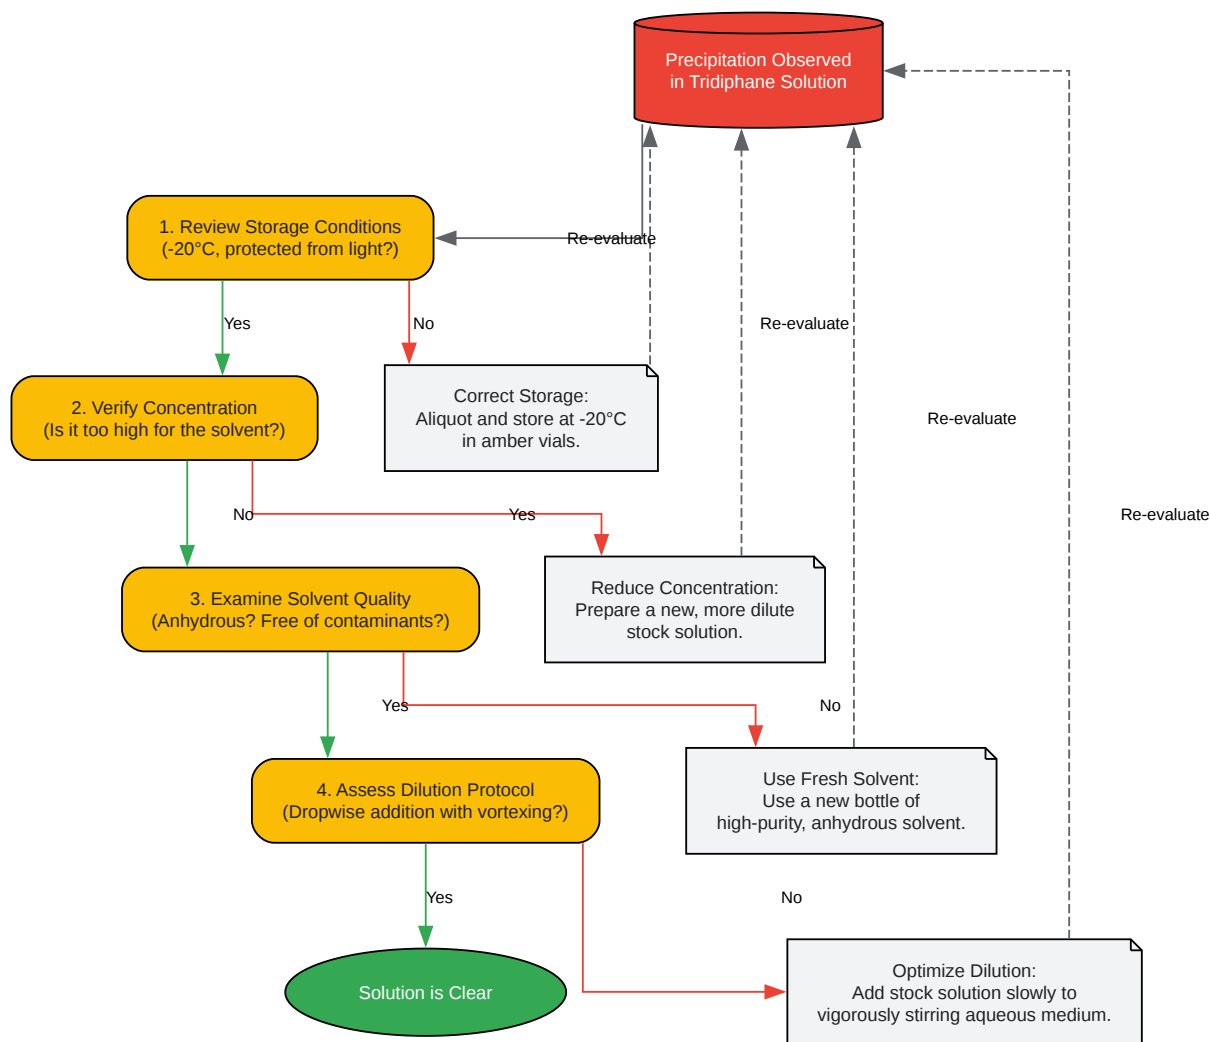 Precipitation Observed
in Tridiphane Solution
1. Review Storage Conditions
(-20°C, protected from light?)
Re-evaluate
Yes
No
Re-evaluate
Correct Storage:
Aliquot and store at -20°C
in amber vials.
2. Verify Concentration
(Is it too high for the solvent?)
Re-evaluate
No
Yes
Re-evaluate
3. Examine Solvent Quality
(Anhydrous? Free of contaminants?)
Reduce Concentration:
Prepare a new, more dilute
stock solution.
Yes
No
4. Assess Dilution Protocol
(Dropwise addition with vortexing?)
Use Fresh Solvent:
Use a new bottle of
high-purity, anhydrous solvent.
Yes
No
Solution is Clear
Optimize Dilution:
Add stock solution slowly to
vigorously stirring aqueous medium.